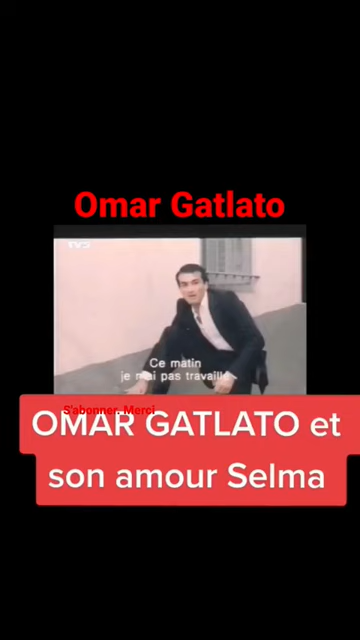 Omar Gatlato
Ce matin
je n'ai pas travaillé
S'abonner. Merci
OMAR GATLATO et
son amour Selma